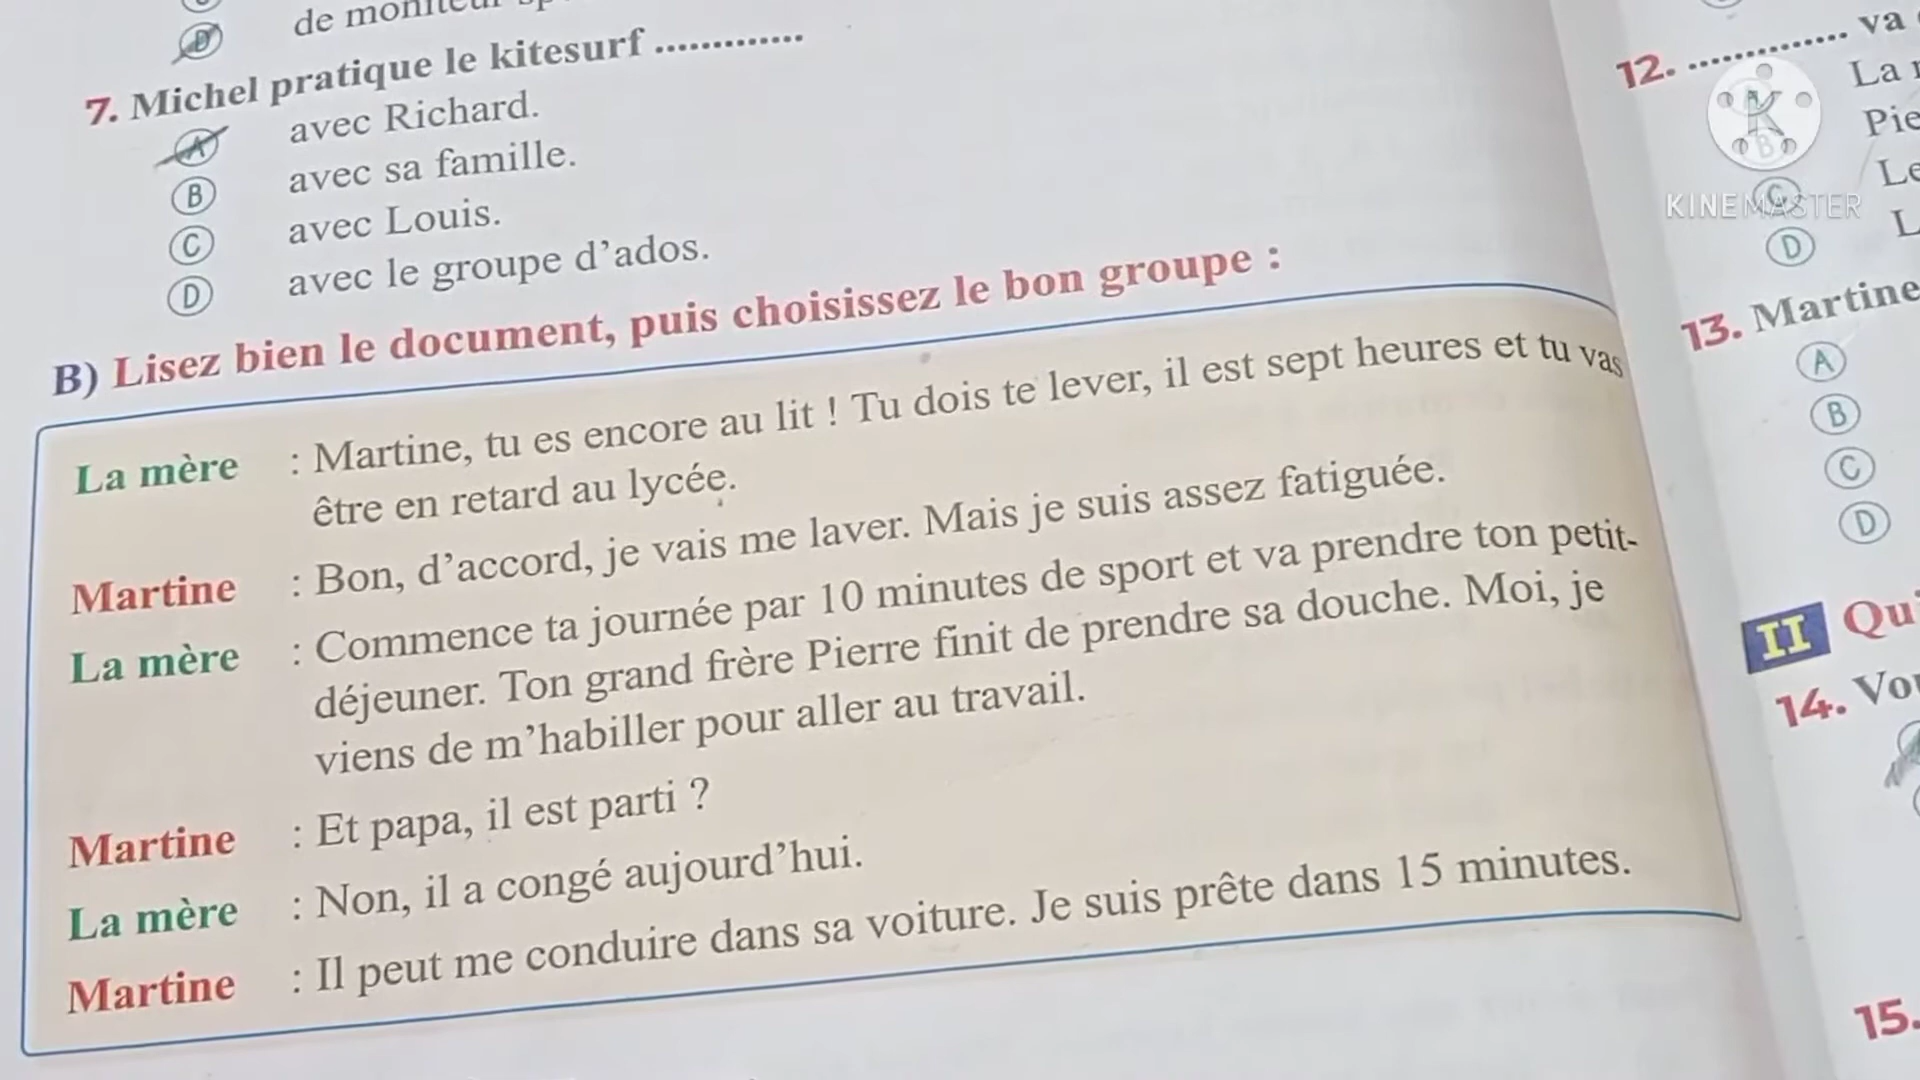 de moniteur
D
7. Michel pratique le kitesurf .............
A avec Richard.
B avec sa famille.
C avec Louis.
D avec le groupe d'ados.
B) Lisez bien le document, puis choisissez le bon groupe :
La mère : Martine, tu es encore au lit ! Tu dois te lever, il est sept heures et tu vas
être en retard au lycée.
Martine : Bon, d'accord, je vais me laver. Mais je suis assez fatiguée.
La mère : Commence ta journée par 10 minutes de sport et va prendre ton petit-
déjeuner. Ton grand frère Pierre finit de prendre sa douche. Moi, je
viens de m'habiller pour aller au travail.
Martine : Et papa, il est parti ?
La mère : Non, il a congé aujourd'hui.
Martine : Il peut me conduire dans sa voiture. Je suis prête dans 15 minutes.
12. ............. va
La
B Pie
C Le
D L
13. Martine
A
B
C
D
II Qui
14. Vou
15.
K
KINEMASTER